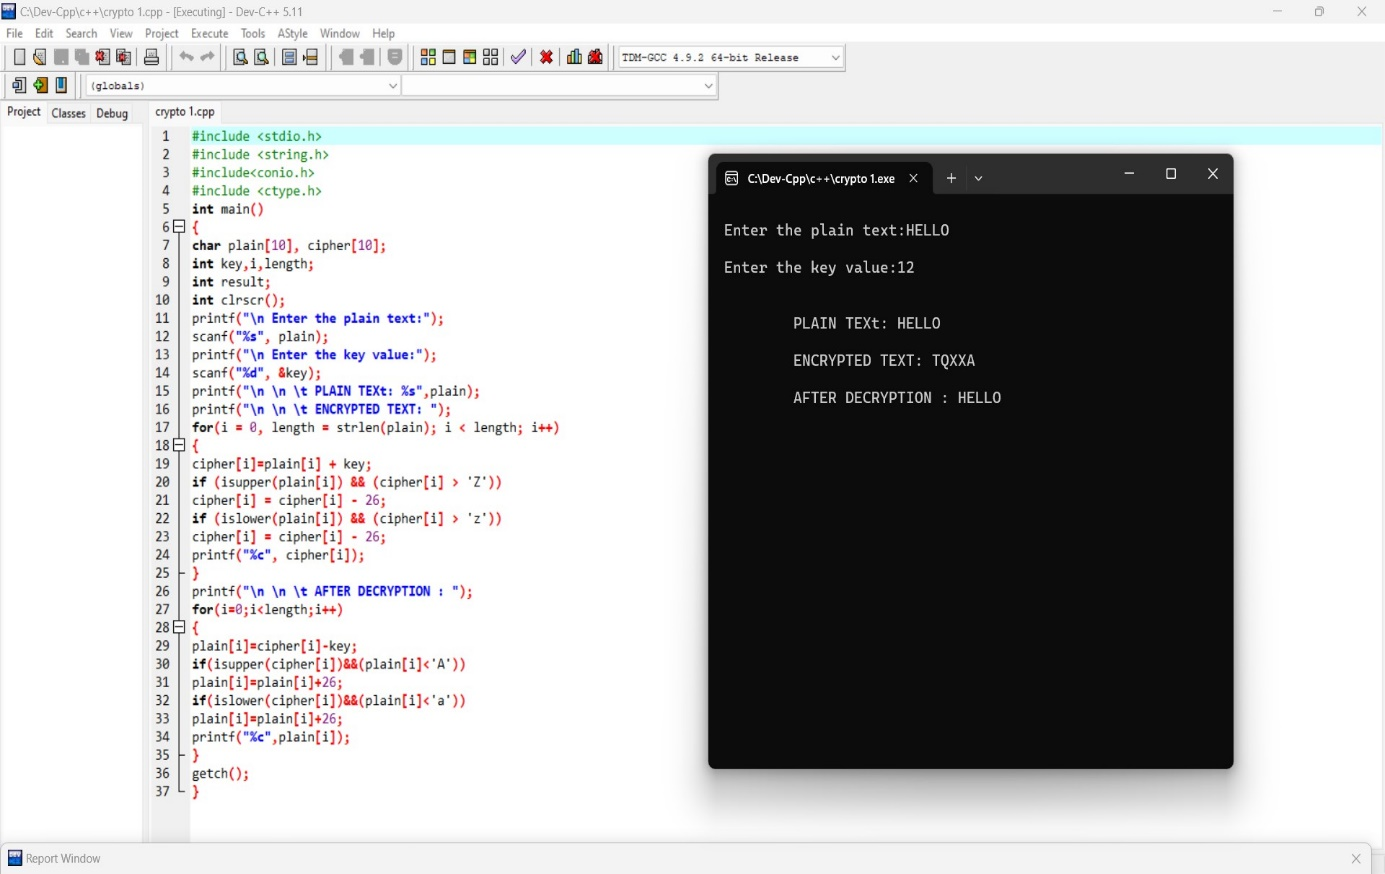 C:\Dev-Cpp\c++\crypto 1.cpp - [Executing] - Dev-C++ 5.11
File Edit Search View Project Execute Tools AStyle Window Help
TDM-GCC 4.9.2 64-bit Release
(globals)
Project Classes Debug crypto 1.cpp
1 #include <stdio.h>
2 #include <string.h>
3 #include<conio.h>
4 #include <ctype.h>
5 int main()
6 {
7 char plain[10], cipher[10];
8 int key,i,length;
9 int result;
10 int clrscr();
11 printf("\n Enter the plain text:");
12 scanf("%s", plain);
13 printf("\n Enter the key value:");
14 scanf("%d", &key);
15 printf("\n \n \t PLAIN TEXt: %s",plain);
16 printf("\n \n \t ENCRYPTED TEXT: ");
17 for(i = 0, length = strlen(plain); i < length; i++)
18 {
19 cipher[i]=plain[i] + key;
20 if (isupper(plain[i]) && (cipher[i] > 'Z'))
21 cipher[i] = cipher[i] - 26;
22 if (islower(plain[i]) && (cipher[i] > 'z'))
23 cipher[i] = cipher[i] - 26;
24 printf("%c", cipher[i]);
25 }
26 printf("\n \n \t AFTER DECRYPTION : ");
27 for(i=0;i<length;i++)
28 {
29 plain[i]=cipher[i]-key;
30 if(isupper(cipher[i])&&(plain[i]<'A'))
31 plain[i]=plain[i]+26;
32 if(islower(cipher[i])&&(plain[i]<'a'))
33 plain[i]=plain[i]+26;
34 printf("%c",plain[i]);
35 }
36 getch();
37 }
C:\Dev-Cpp\c++\crypto 1.exe
Enter the plain text:HELLO
Enter the key value:12
PLAIN TEXt: HELLO
ENCRYPTED TEXT: TQXXA
AFTER DECRYPTION : HELLO
Report Window